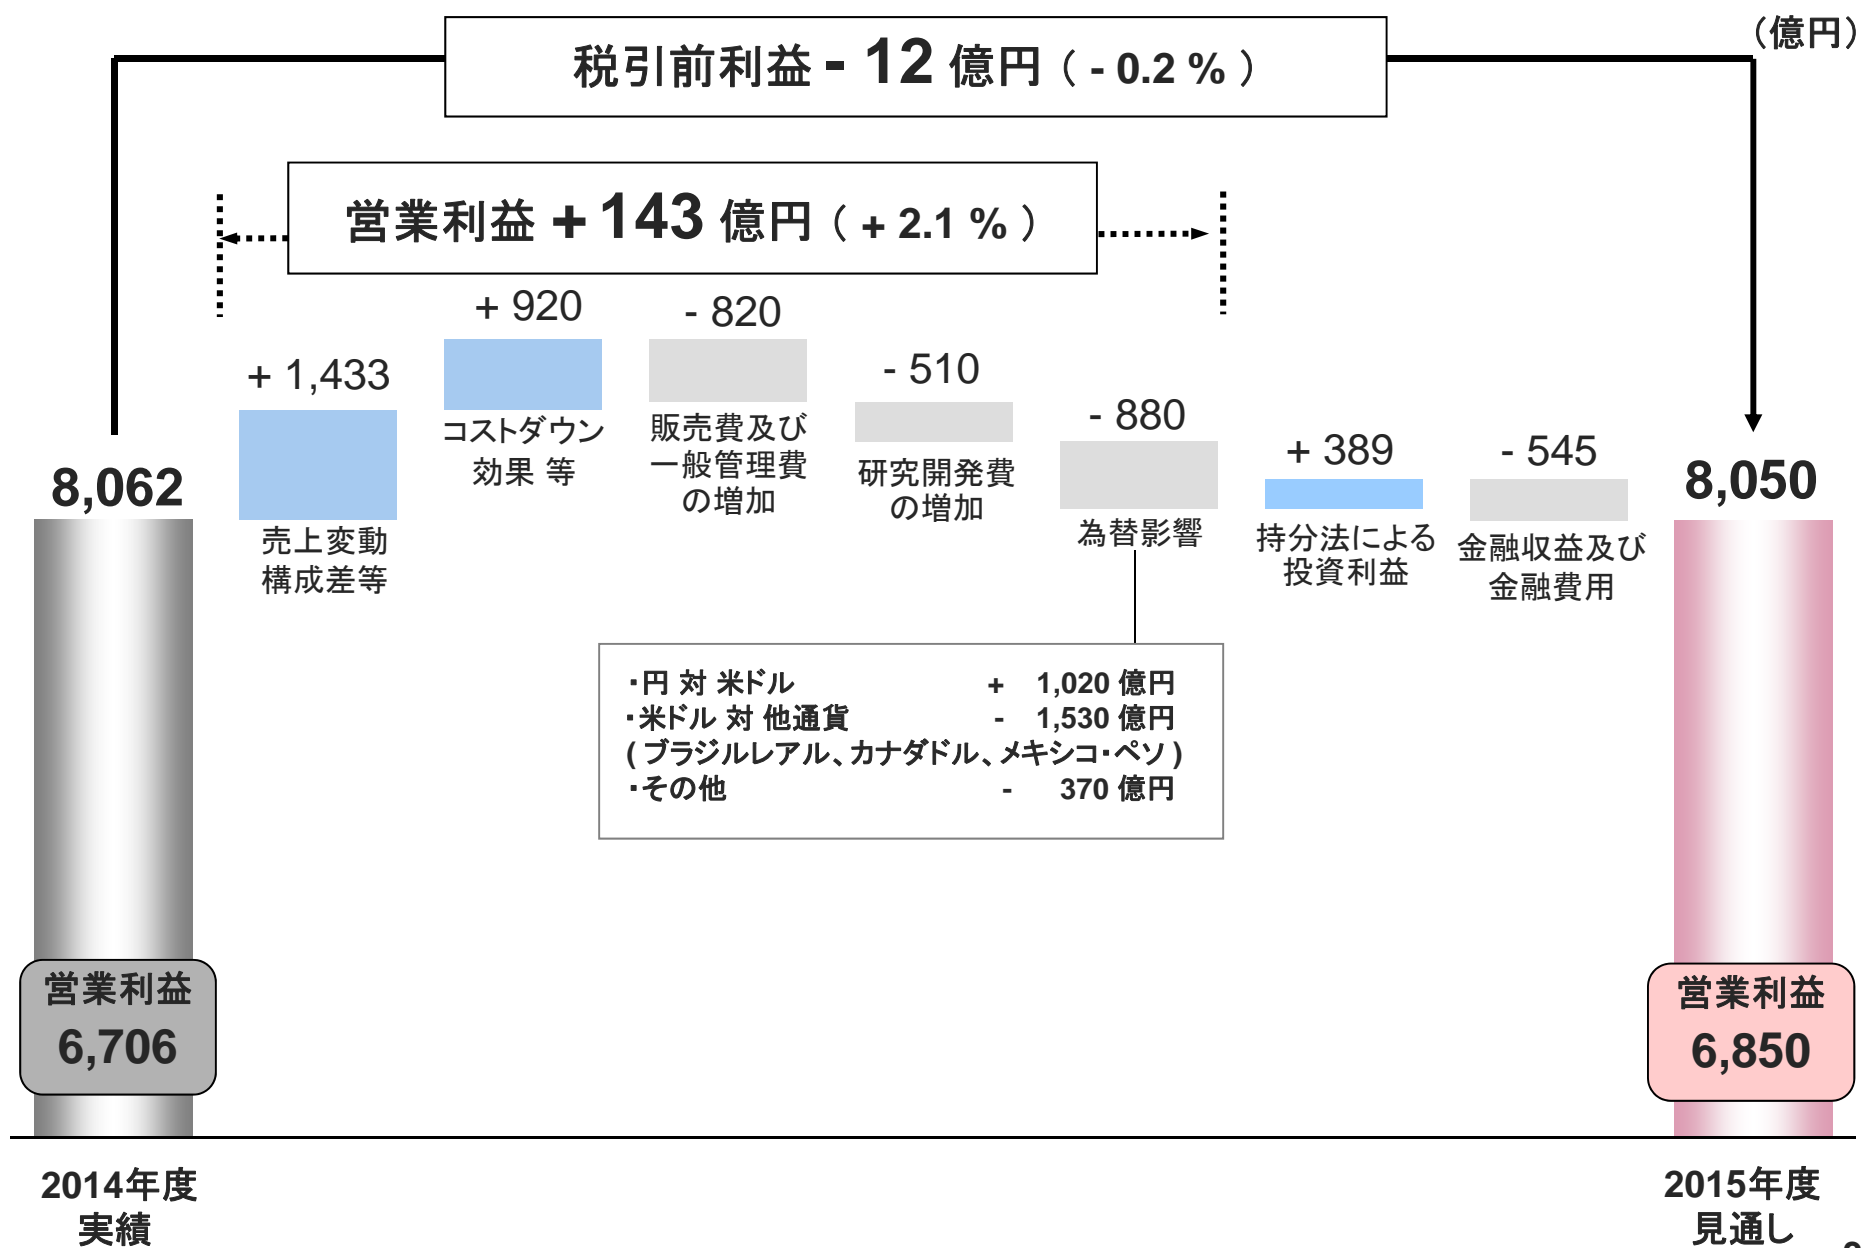 （億円）
税引前利益 - 12 億円（ - 0.2 % ）
営業利益 + 143 億円（ + 2.1 % ）
+ 1,433
売上変動
構成差等
+ 920
コストダウン
効果 等
- 820
販売費及び
一般管理費
の増加
- 510
研究開発費
の増加
- 880
為替影響
+ 389
持分法による
投資利益
- 545
金融収益及び
金融費用
8,062
8,050
・円 対 米ドル + 1,020 億円
・米ドル 対 他通貨 - 1,530 億円
( ブラジルレアル、カナダドル、メキシコ・ペソ )
・その他 - 370 億円
営業利益
6,706
営業利益
6,850
2014年度
実績
2015年度
見通し